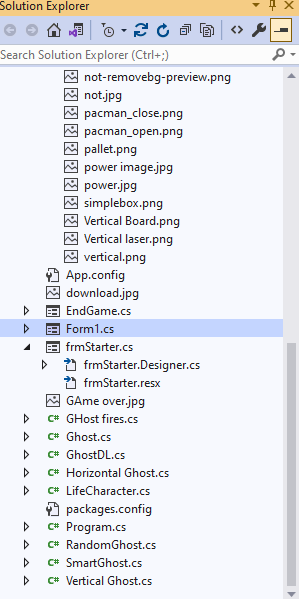 Solution Explorer
Search Solution Explorer (Ctrl+;)
not-removebg-preview.png
not.jpg
pacman_close.png
pacman_open.png
pallet.png
power image.jpg
power.jpg
simplebox.png
Vertical Board.png
Vertical laser.png
vertical.png
App.config
download.jpg
EndGame.cs
Form1.cs
frmStarter.cs
frmStarter.Designer.cs
frmStarter.resx
GAme over.jpg
C# GHost fires.cs
C# Ghost.cs
C# GhostDL.cs
C# Horizontal Ghost.cs
C# LifeCharacter.cs
packages.config
C# Program.cs
C# RandomGhost.cs
C# SmartGhost.cs
C# Vertical Ghost.cs